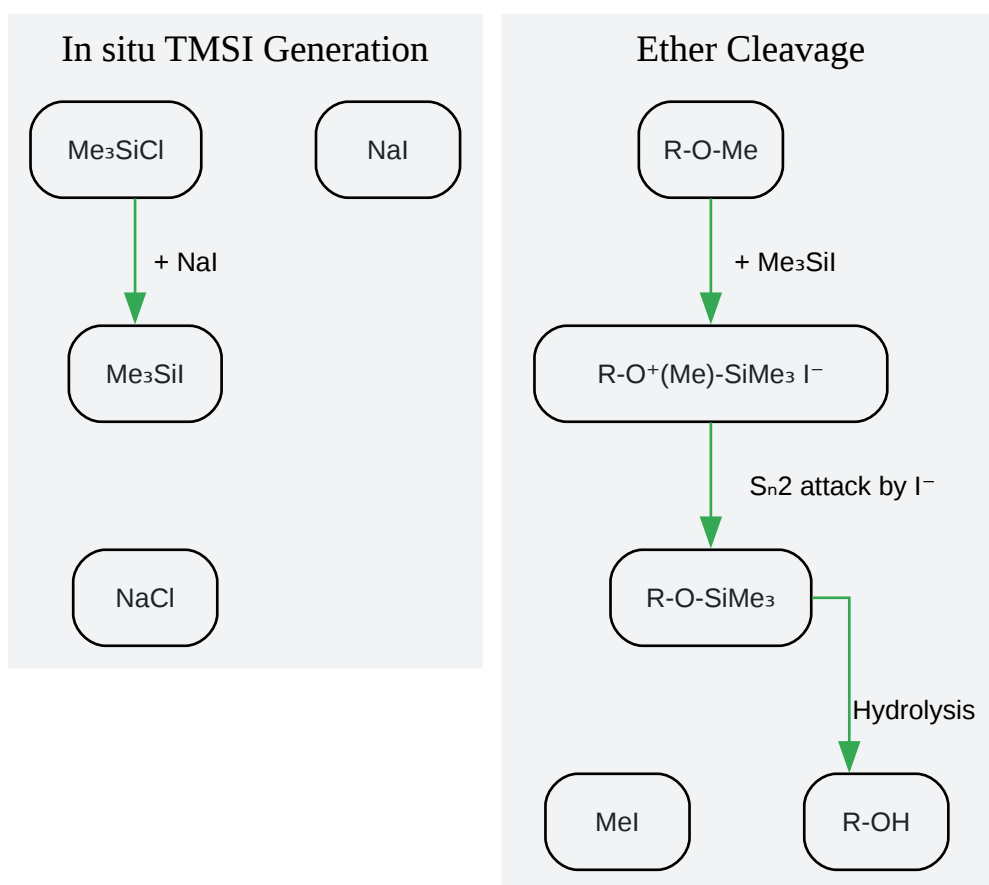 In situ TMSI Generation
Me₃SiCl
NaI
+ NaI
Me₃SiI
NaCl
Ether Cleavage
R-O-Me
+ Me₃SiI
R-O⁺(Me)-SiMe₃ I⁻
Sₙ2 attack by I⁻
R-O-SiMe₃
Hydrolysis
MeI
R-OH